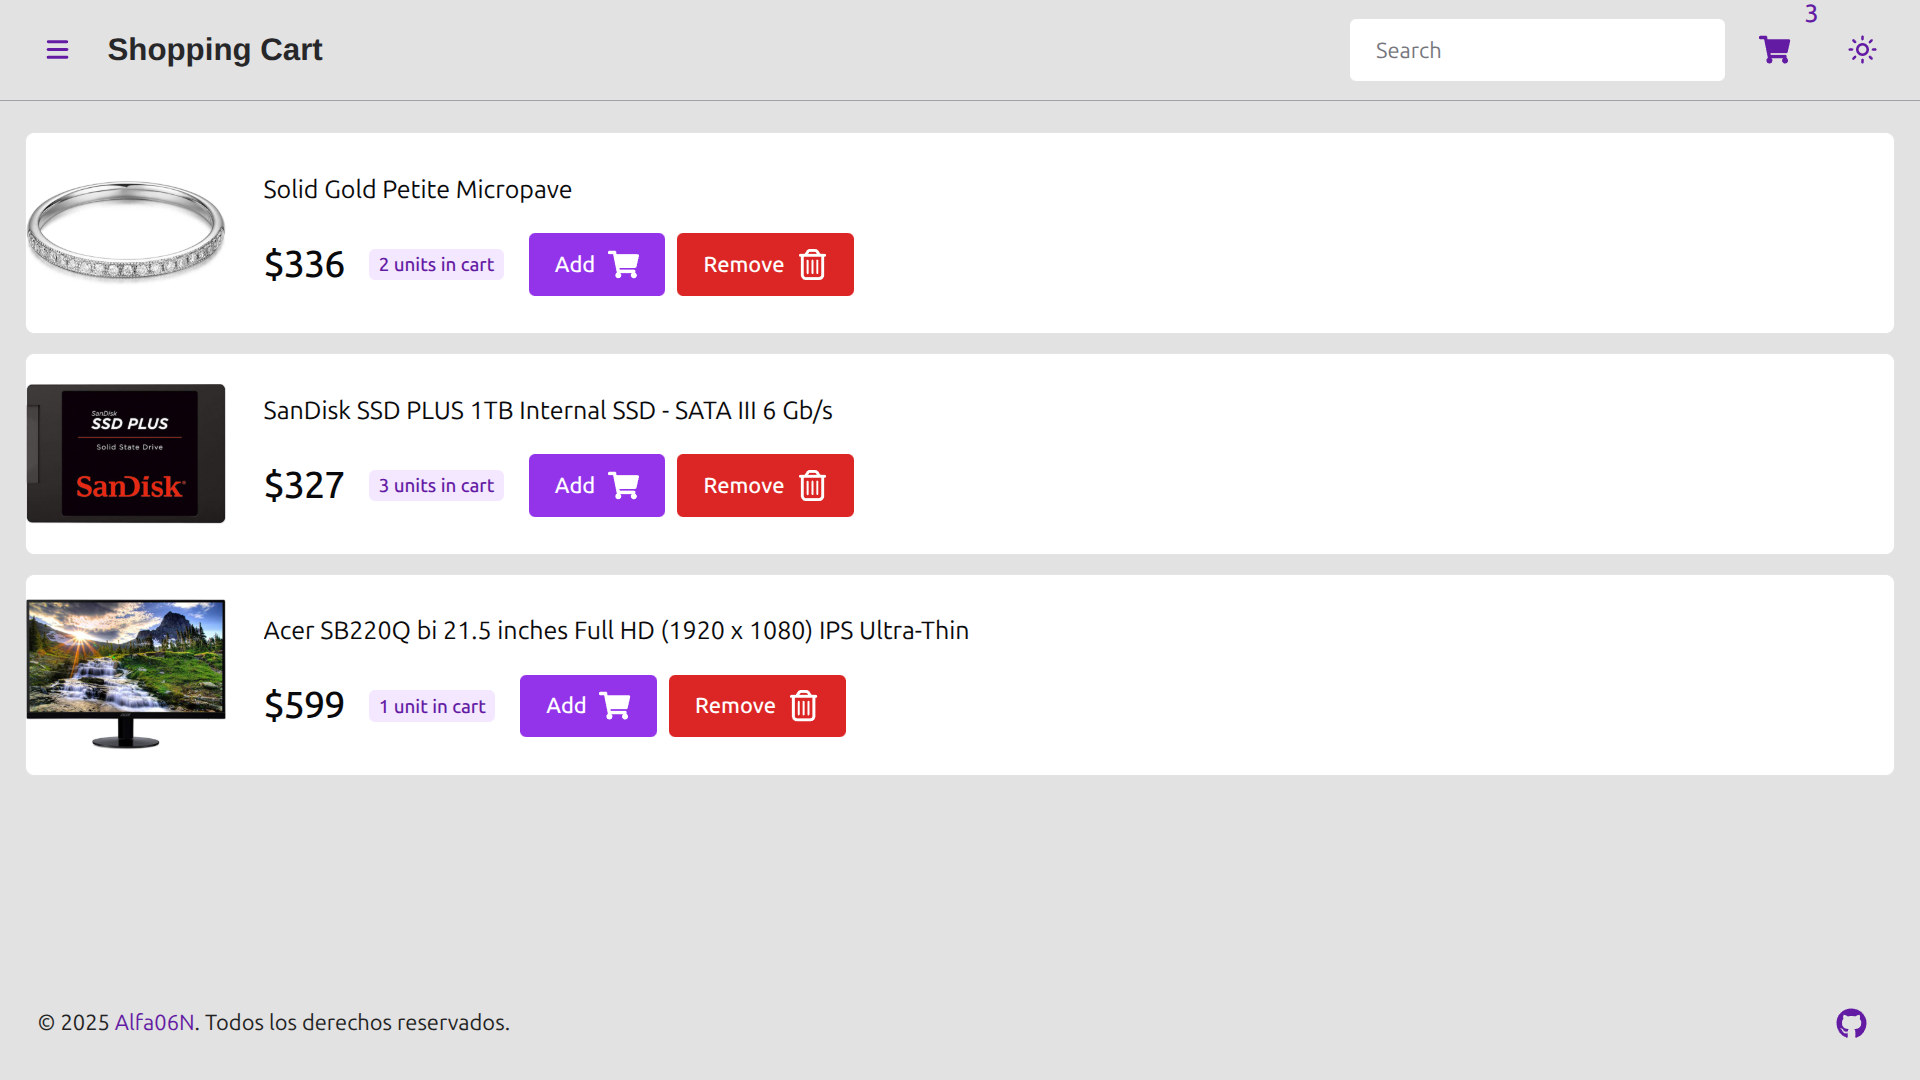 Shopping Cart
Search
3
Solid Gold Petite Micropave
$336
2 units in cart
Add
Remove
SanDisk
SSD PLUS
Solid State Drive
SanDisk
SanDisk SSD PLUS 1TB Internal SSD - SATA III 6 Gb/s
$327
3 units in cart
Add
Remove
Acer SB220Q bi 21.5 inches Full HD (1920 x 1080) IPS Ultra-Thin
$599
1 unit in cart
Add
Remove
© 2025 Alfa06N. Todos los derechos reservados.